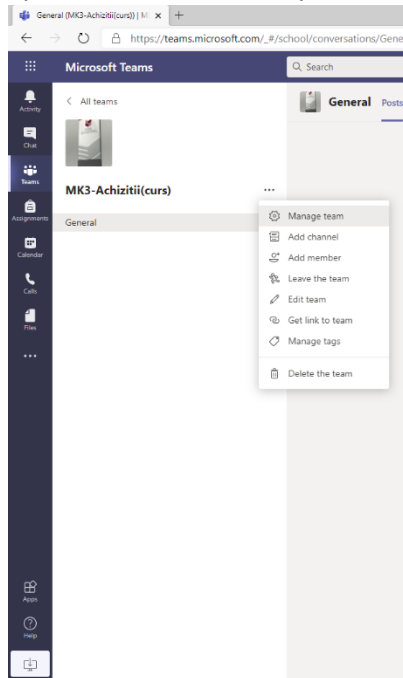 General (MK3-Achizitii(curs)) | Mi
https://teams.microsoft.com/_#/school/conversations/Gene
Microsoft Teams
Search
Activity
Chat
Teams
Assignments
Calendar
Calls
Files
All teams
MK3-Achizitii(curs)
General
General Posts
Manage team
Add channel
Add member
Leave the team
Edit team
Get link to team
Manage tags
Delete the team
Apps
Help